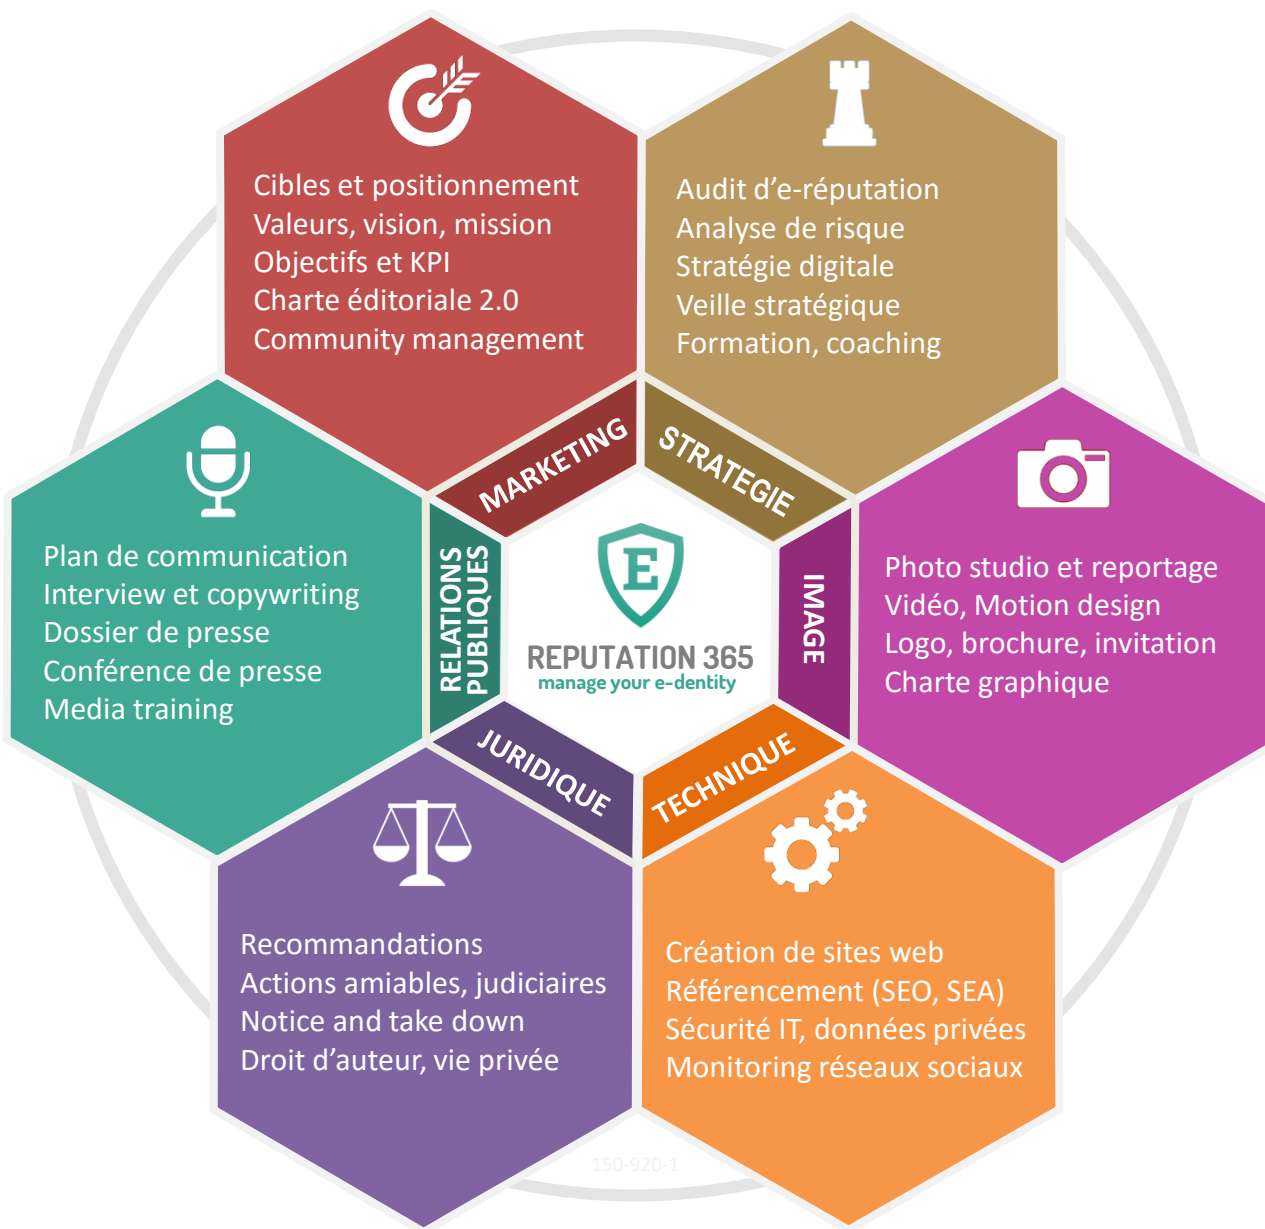 Cibles et positionnement
Valeurs, vision, mission
Objectifs et KPI
Charte éditoriale 2.0
Community management
MARKETING
Audit d’e-réputation
Analyse de risque
Stratégie digitale
Veille stratégique
Formation, coaching
STRATEGIE
Plan de communication
Interview et copywriting
Dossier de presse
Conférence de presse
Media training
RELATIONS
PUBLIQUES
E
REPUTATION 365
manage your e-dentity
IMAGE
Photo studio et reportage
Vidéo, Motion design
Logo, brochure, invitation
Charte graphique
JURIDIQUE
Recommandations
Actions amiables, judiciaires
Notice and take down
Droit d’auteur, vie privée
TECHNIQUE
Création de sites web
Référencement (SEO, SEA)
Sécurité IT, données privées
Monitoring réseaux sociaux
150-920-1